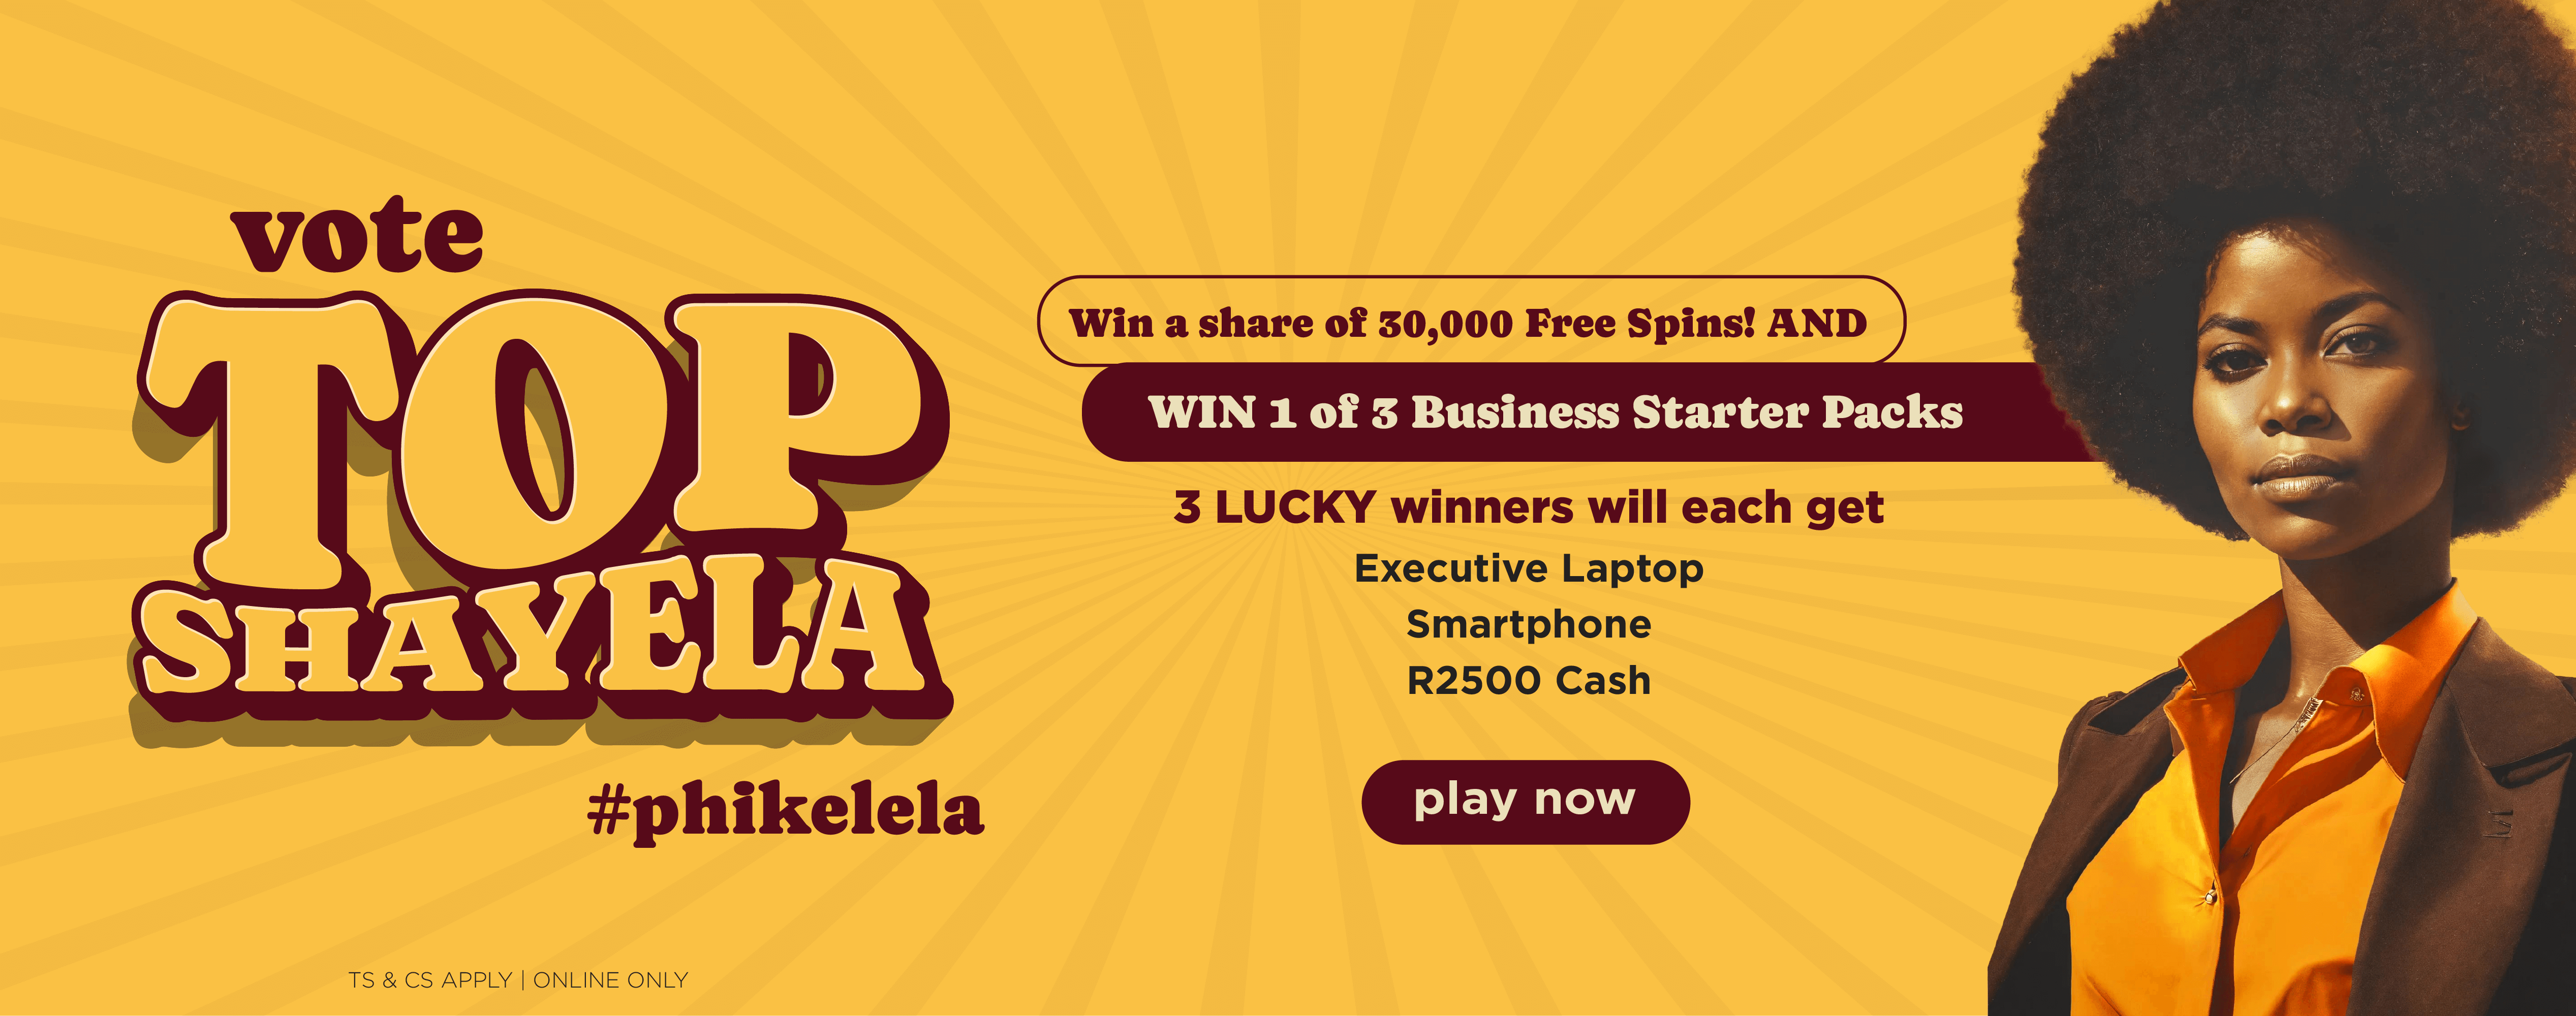 vote
TOP
SHAYELA
#phikelela
Win a share of 30,000 Free Spins! AND
WIN 1 of 3 Business Starter Packs
3 LUCKY winners will each get
Executive Laptop
Smartphone
R2500 Cash
play now
TS & CS APPLY | ONLINE ONLY